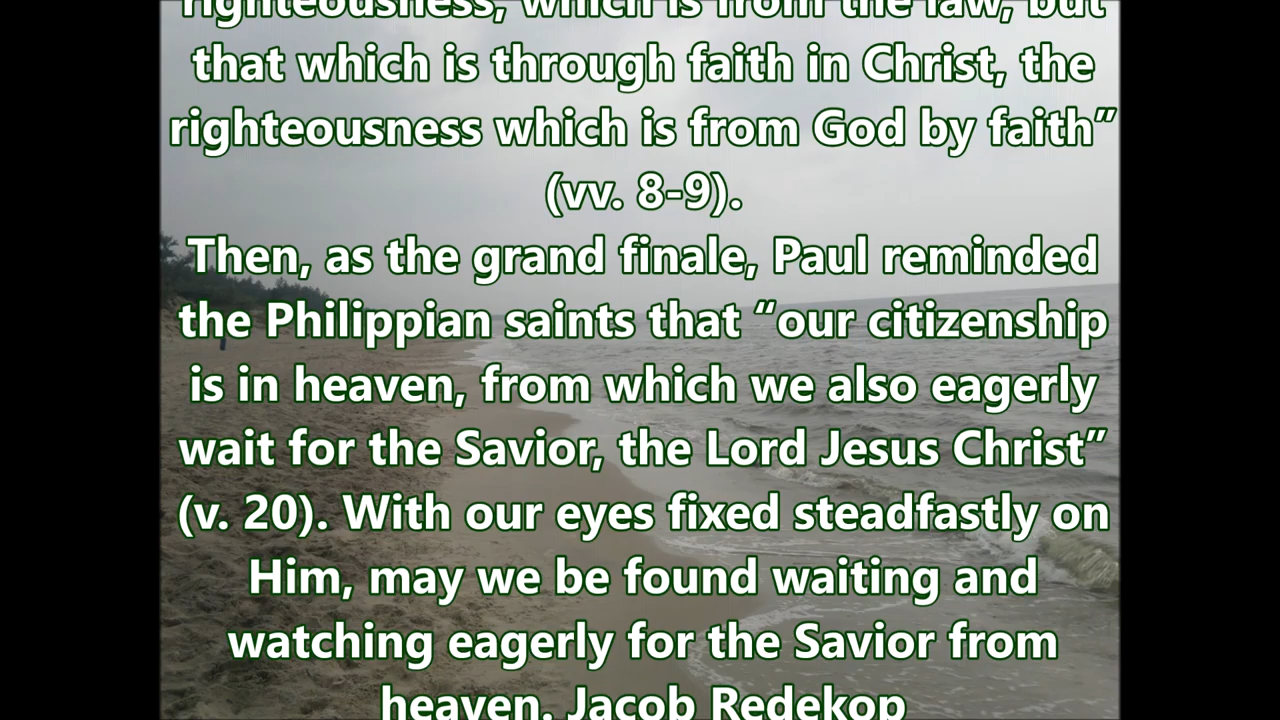 righteousness, which is from the law, but
that which is through faith in Christ, the
righteousness which is from God by faith”
(vv. 8-9).
Then, as the grand finale, Paul reminded
the Philippian saints that “our citizenship
is in heaven, from which we also eagerly
wait for the Savior, the Lord Jesus Christ”
(v. 20). With our eyes fixed steadfastly on
Him, may we be found waiting and
watching eagerly for the Savior from
heaven. Jacob Redekop